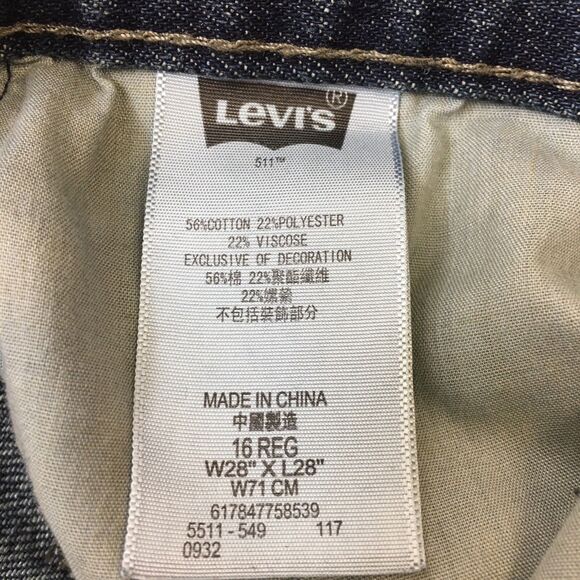 Levi's®
511™
56%COTTON 22%POLYESTER
22% VISCOSE
EXCLUSIVE OF DECORATION
56%棉 22%聚酯纖維
22%嫘縈
不包括裝飾部分
MADE IN CHINA
中國製造
16 REG
W28" X L28"
W71 CM
617847758539
5511-549 117
0932